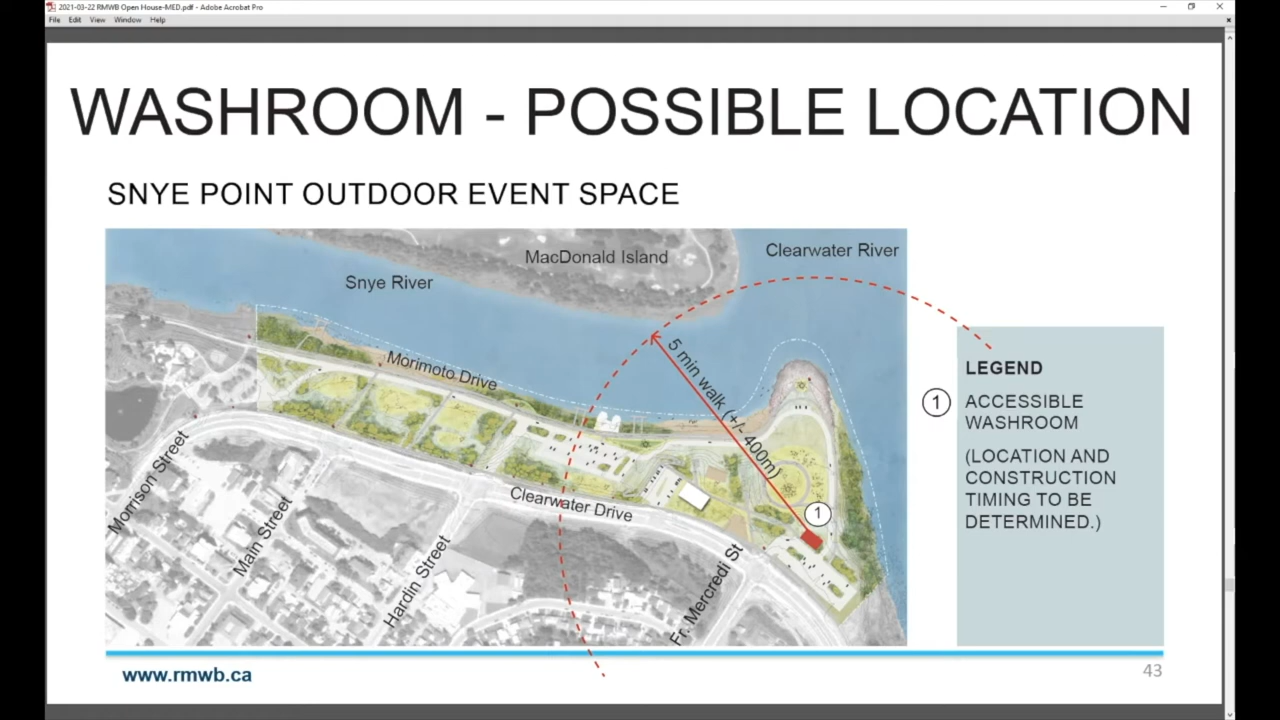 2021-03-22 RMWB Open House-MED.pdf - Adobe Acrobat Pro
File Edit View Window Help
WASHROOM - POSSIBLE LOCATION
SNYE POINT OUTDOOR EVENT SPACE
MacDonald Island
Clearwater River
Snye River
5 min walk (+/- 400m)
Morimoto Drive
Clearwater Drive
Morrison Street
Main Street
Hardin Street
Fr. Mercredi St
1
LEGEND
1 ACCESSIBLE
WASHROOM
(LOCATION AND
CONSTRUCTION
TIMING TO BE
DETERMINED.)
www.rmwb.ca
43